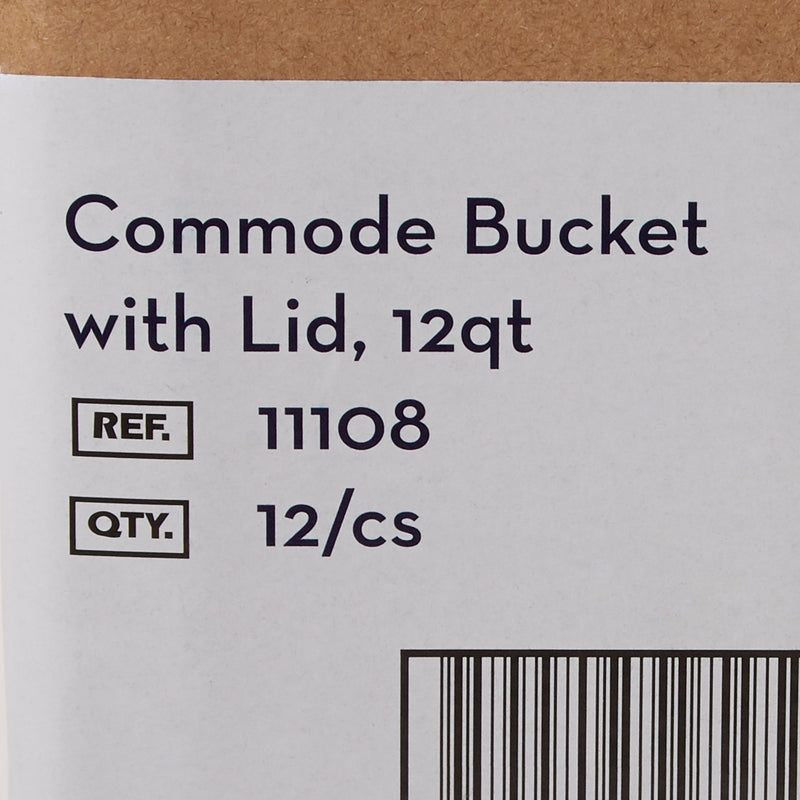 Commode Bucket
with Lid, 12qt
REF. 11108
QTY. 12/cs